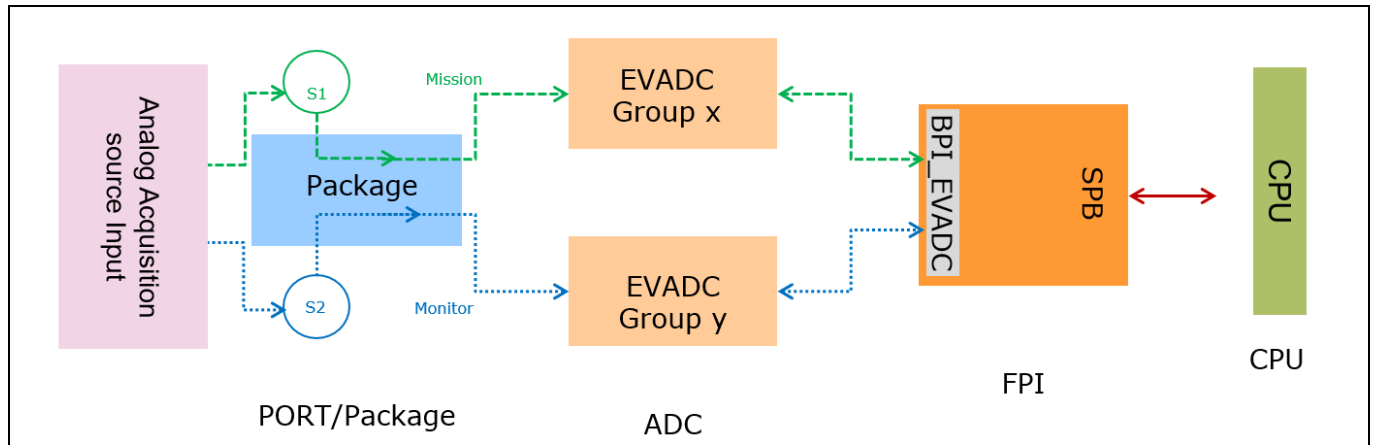 Analog Acquisition
source Input
S1
Mission
Package
S2
Monitor
EVADC
Group x
EVADC
Group y
BPI_EVADC
SPB
CPU
PORT/Package
ADC
FPI
CPU